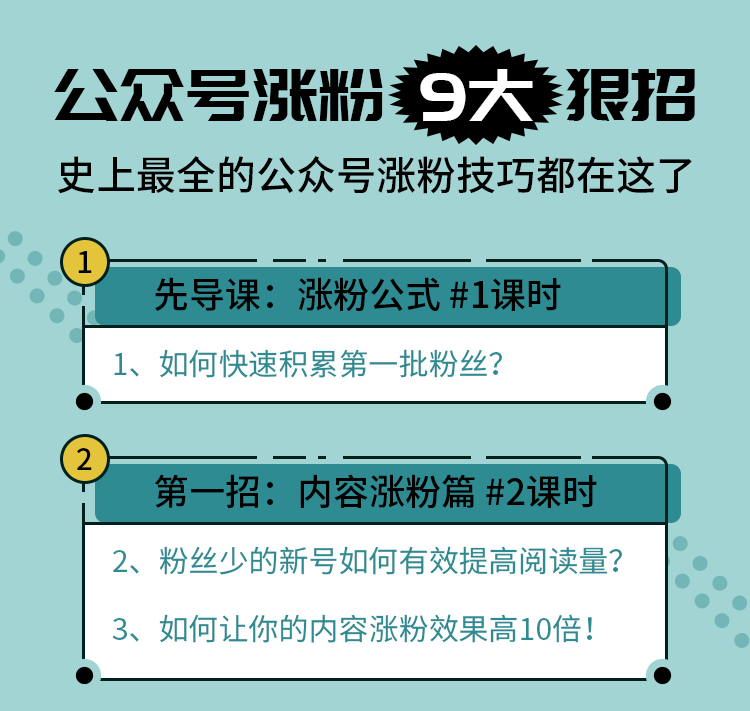 公众号涨粉9大狠招
史上最全的公众号涨粉技巧都在这了
1
先导课：涨粉公式 #1课时
1、如何快速积累第一批粉丝？
2
第一招：内容涨粉篇 #2课时
2、粉丝少的新号如何有效提高阅读量？
3、如何让你的内容涨粉效果高10倍！